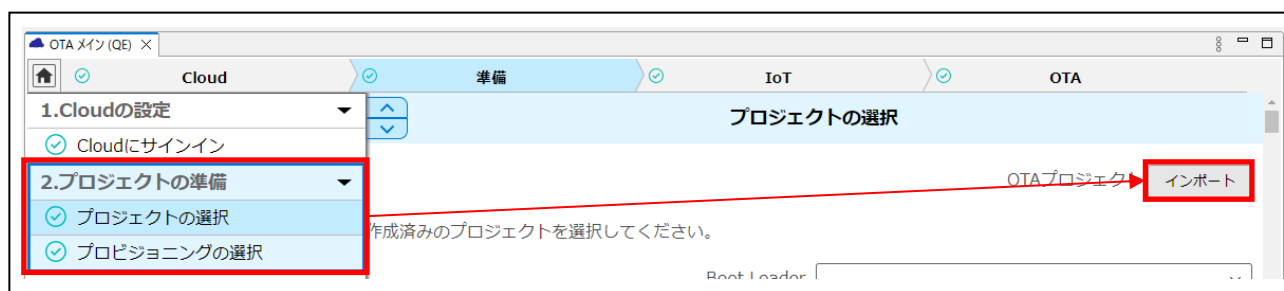 OTA メイン (QE)
Cloud
準備
IoT
OTA
1.Cloudの設定
プロジェクトの選択
Cloudにサインイン
2.プロジェクトの準備
OTAプロジェクト
インポート
プロジェクトの選択
作成済みのプロジェクトを選択してください。
プロビジョニングの選択
Boot Loader